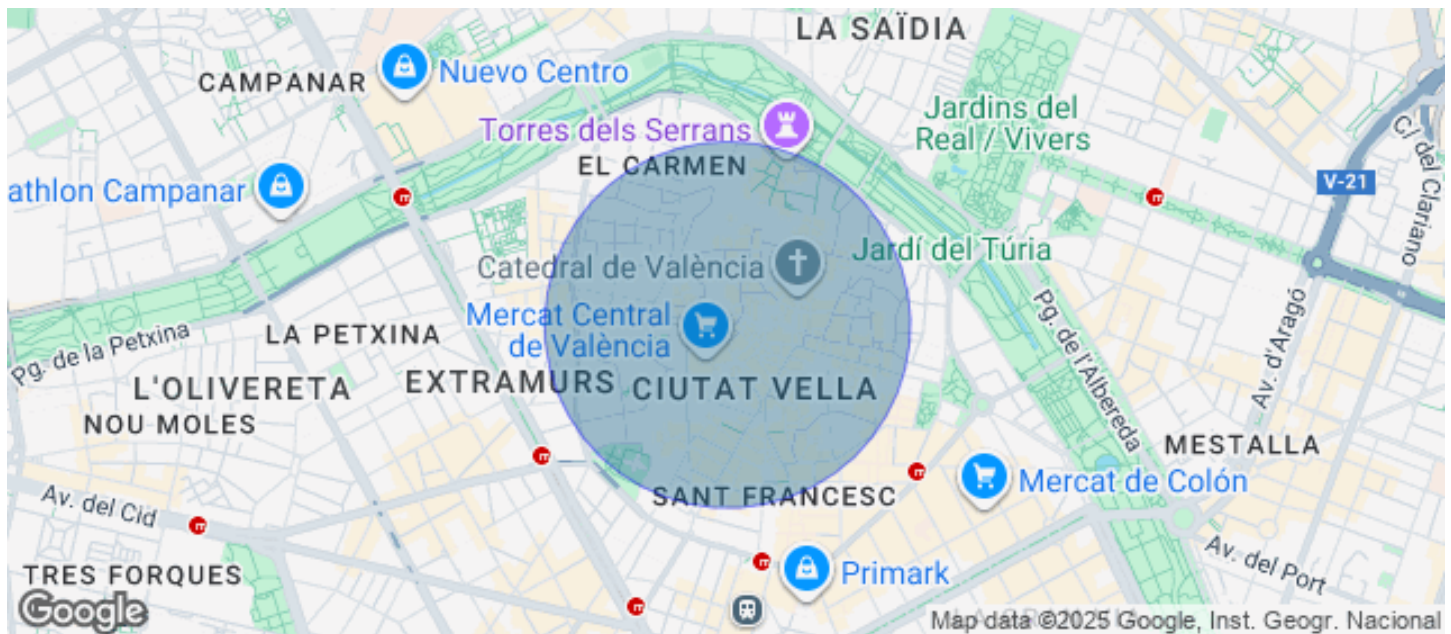 LA SAÏDIA
CAMPANAR
Nuevo Centro
Torres dels Serrans
Jardins del
Real / Vivers
C/ del Clariano
EL CARMEN
V-21
athlon Campanar
Catedral de València
Jardí del Túria
Mercat Central
de València
Pg. de la Petxina
LA PETXINA
Pg. de l'Albereda
Av. d'Aragó
L'OLIVERETA
EXTRAMURS
CIUTAT VELLA
NOU MOLES
MESTALLA
Mercat de Colón
SANT FRANCESC
Av. del Cid
Av. del Port
TRES FORQUES
Primark
Google
Map data ©2025 Google, Inst. Geogr. Nacional